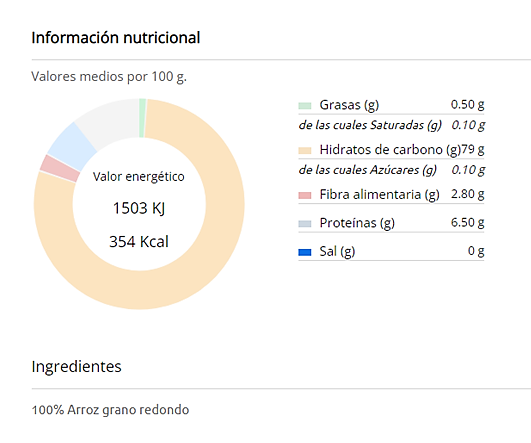 Información nutricional
Valores medios por 100 g.
Valor energético
1503 KJ
354 Kcal
Grasas (g) 0.50 g
de las cuales Saturadas (g) 0.10 g
Hidratos de carbono (g)79 g
de las cuales Azúcares (g) 0.10 g
Fibra alimentaria (g) 2.80 g
Proteínas (g) 6.50 g
Sal (g) 0 g
Ingredientes
100% Arroz grano redondo